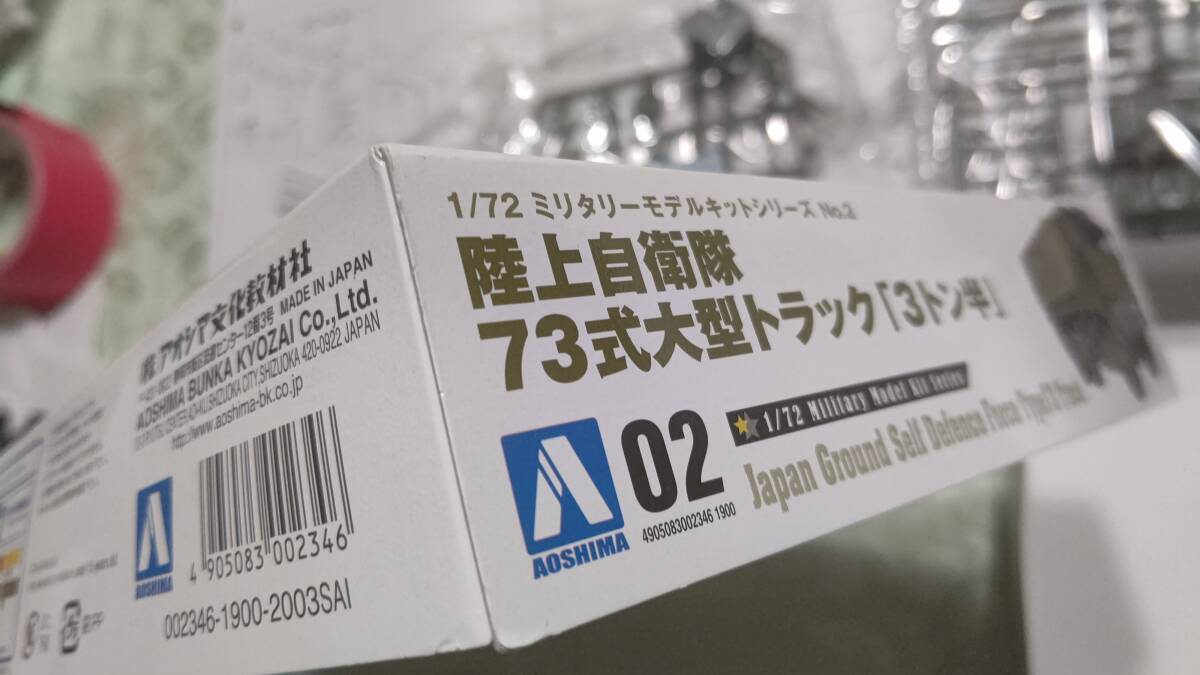 1/72 ミリタリーモデルキットシリーズ No.2
陸上自衛隊
73式大型トラック「3トン半」
02
1/72 Military Model Kit Series
Japan Ground Self Defence Force Type73 Truck
AOSHIMA
4905083002346 1900
アオシマ文化教材社
MADE IN JAPAN
AOSHIMA BUNKA KYOZAI Co.,Ltd.
SHIZUOKA CITY, SHIZUOKA 420-0922 JAPAN
http://www.aoshima-bk.co.jp
AOSHIMA
4 905083 002346
002346-1900-2003SAI